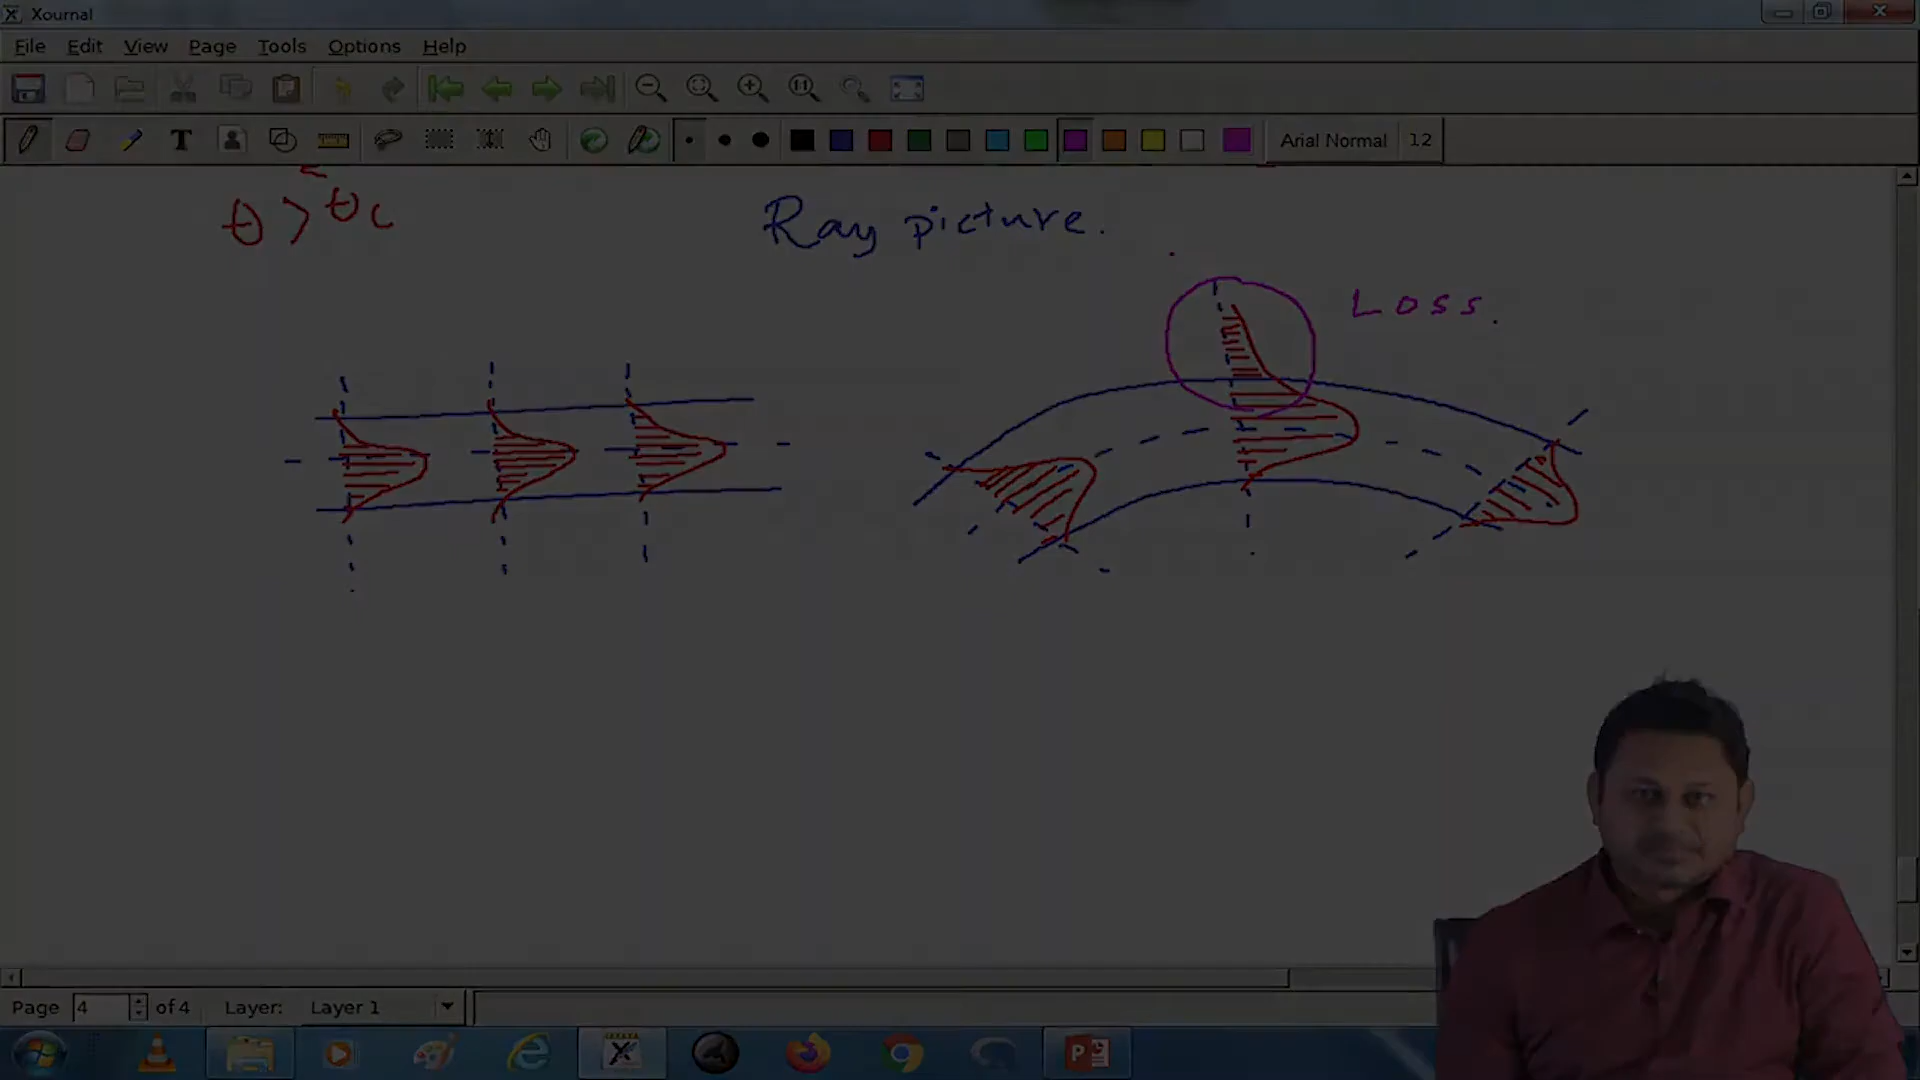 Xournal
File Edit View Page Tools Options Help
Arial Normal 12
θ > θc
Ray picture.
Loss.
Page 4 of 4 Layer: Layer 1